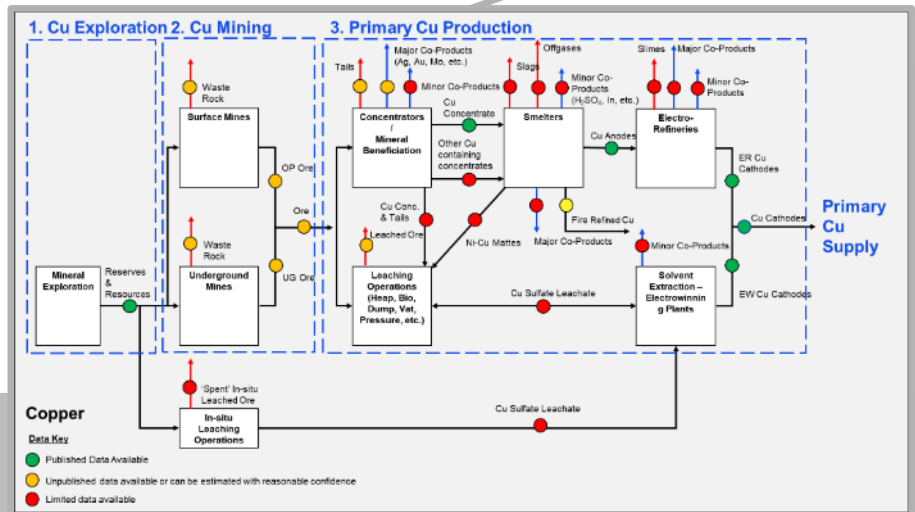 1. Cu Exploration
2. Cu Mining
3. Primary Cu Production
Waste
Rock
Surface Mines
OP Ore
Ore
Waste
Rock
UG Ore
Underground
Mines
Mineral
Exploration
Reserves
&
Resources
Tails
Major Co-Products
(Ag, Au, Mo, etc.)
Minor Co-Products
Concentrators
/
Mineral
Beneficiation
Cu
Concentrate
Other Cu
containing
concentrates
Cu Conc.
& Tails
Leached Ore
Leaching
Operations
(Heap, Bio,
Dump, Vat,
Pressure, etc.)
Offgases
Slags
Minor Co-
Products
(H2SO4, In, etc.)
Smelters
Ni-Cu Mattes
Major Co-Products
Fire Refined Cu
Cu Anodes
Slimes
Major Co-Products
Minor Co-
Products
Electro-
Refineries
ER Cu
Cathodes
Cu Cathodes
Primary
Cu
Supply
Minor Co-Products
Solvent
Extraction –
Electrowinnin
g Plants
EW Cu Cathodes
Cu Sulfate Leachate
'Spent' In-situ
Leached Ore
In-situ
Leaching
Operations
Cu Sulfate Leachate
Copper
Data Key
Published Data Available
Unpublished data available or can be estimated with reasonable confidence
Limited data available